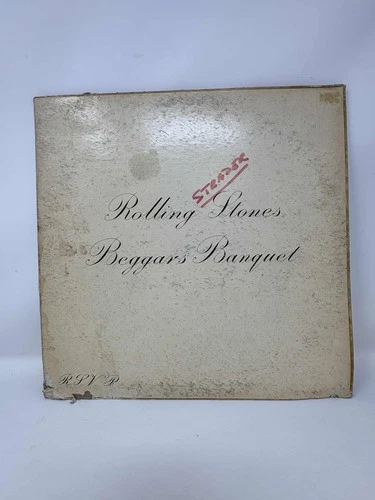 Rolling Stones
Beggars Banquet
R.S.V.P.